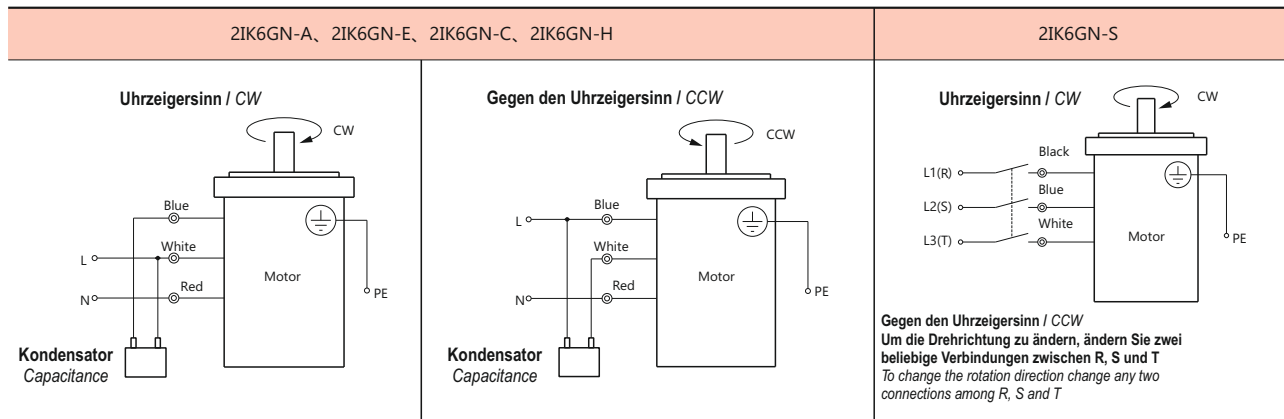 2IK6GN-A、2IK6GN-E、2IK6GN-C、2IK6GN-H
2IK6GN-S
Uhrzeigersinn / CW
CW
Blue
White
L
Motor
Red
N
PE
Kondensator
Capacitance
Gegen den Uhrzeigersinn / CCW
CCW
Blue
L
White
Motor
Red
N
PE
Kondensator
Capacitance
Uhrzeigersinn / CW
CW
Black
L1(R)
Blue
L2(S)
White
L3(T)
Motor
PE
Gegen den Uhrzeigersinn / CCW
Um die Drehrichtung zu ändern, ändern Sie zwei
beliebige Verbindungen zwischen R, S und T
To change the rotation direction change any two
connections among R, S and T